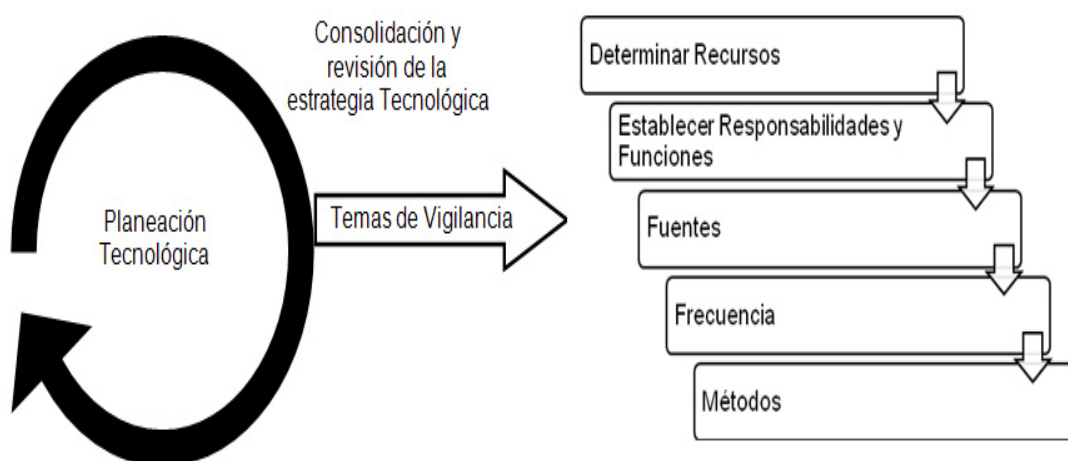 Consolidación y
revisión de la
estrategia Tecnológica
Planeación
Tecnológica
Temas de Vigilancia
Determinar Recursos
Establecer Responsabilidades y
Funciones
Fuentes
Frecuencia
Métodos